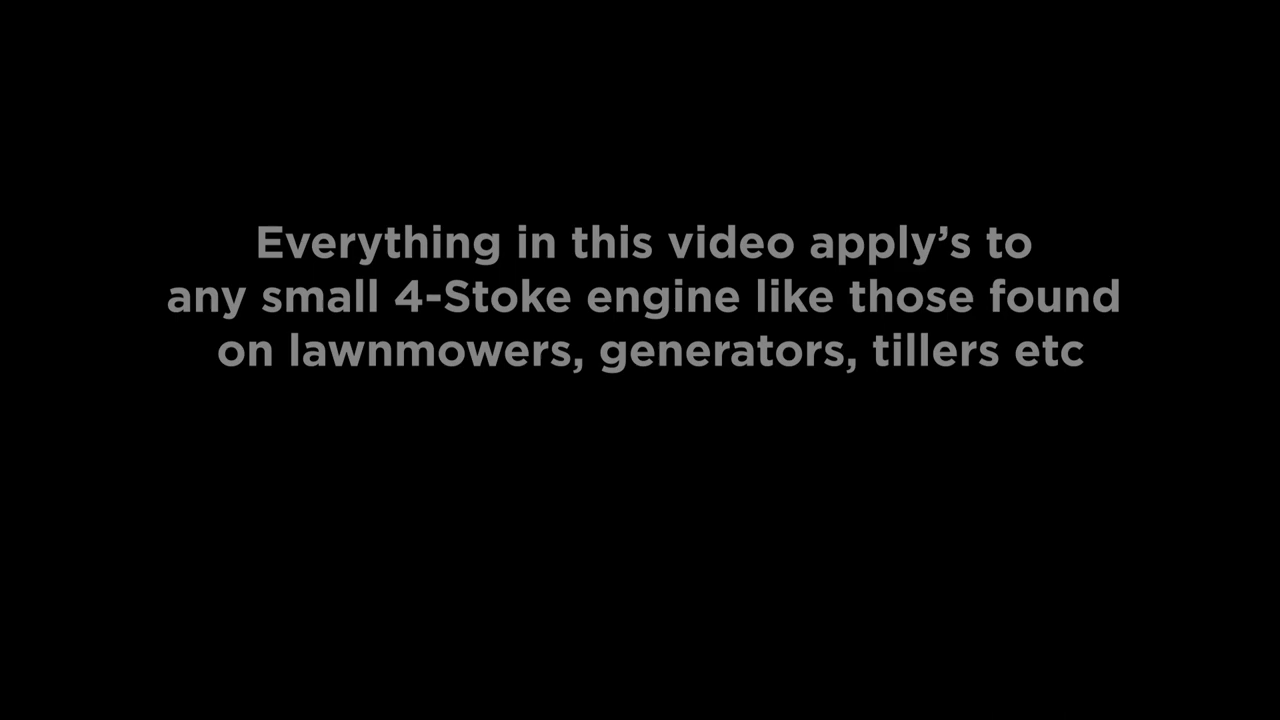 Everything in this video apply’s to
any small 4-Stoke engine like those found
on lawnmowers, generators, tillers etc